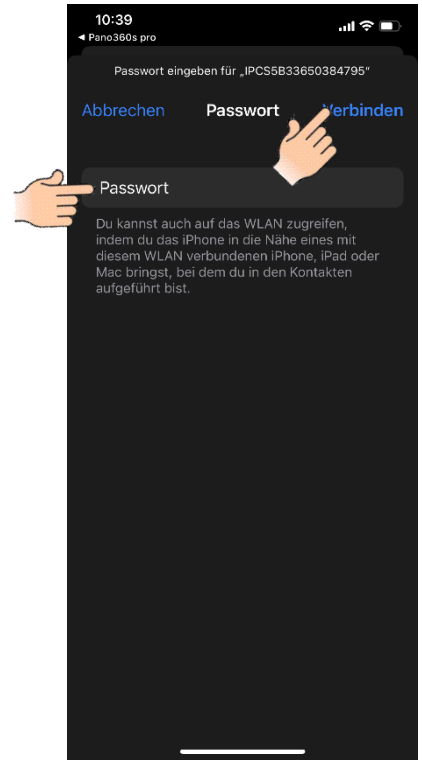 10:39
◀ Pano360s pro
Passwort eingeben für „IPCS5B33650384795“
Abbrechen Passwort Verbinden
Passwort
Du kannst auch auf das WLAN zugreifen,
indem du das iPhone in die Nähe eines mit
diesem WLAN verbundenen iPhone, iPad oder
Mac bringst, bei dem du in den Kontakten
aufgeführt bist.